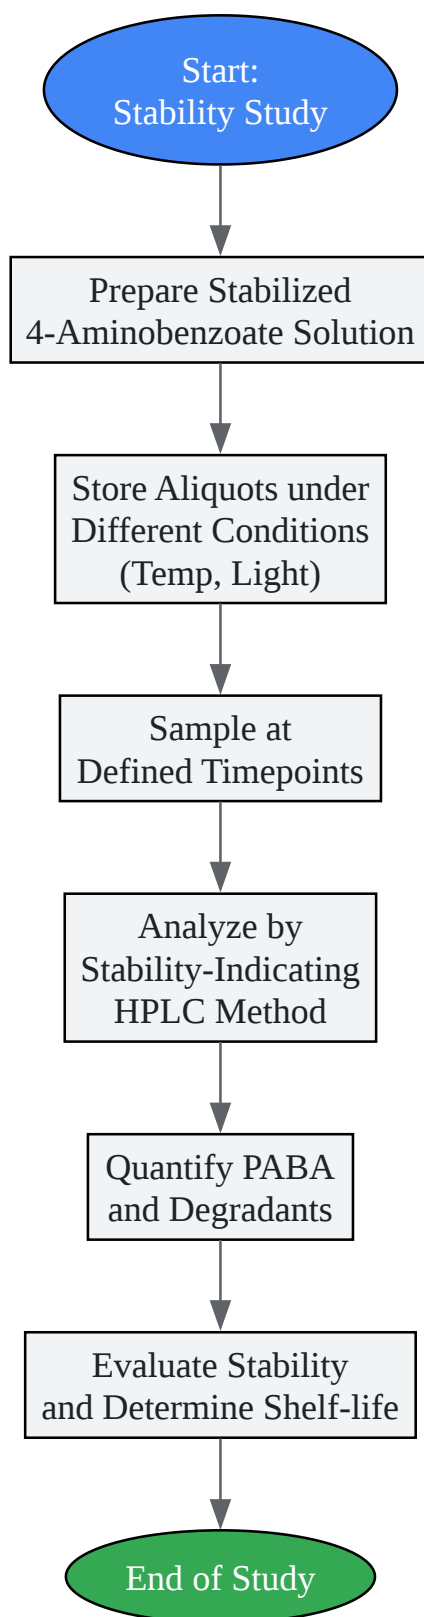 Start:
Stability Study
Prepare Stabilized
4-Aminobenzoate Solution
Store Aliquots under
Different Conditions
(Temp, Light)
Sample at
Defined Timepoints
Analyze by
Stability-Indicating
HPLC Method
Quantify PABA
and Degradants
Evaluate Stability
and Determine Shelf-life
End of Study